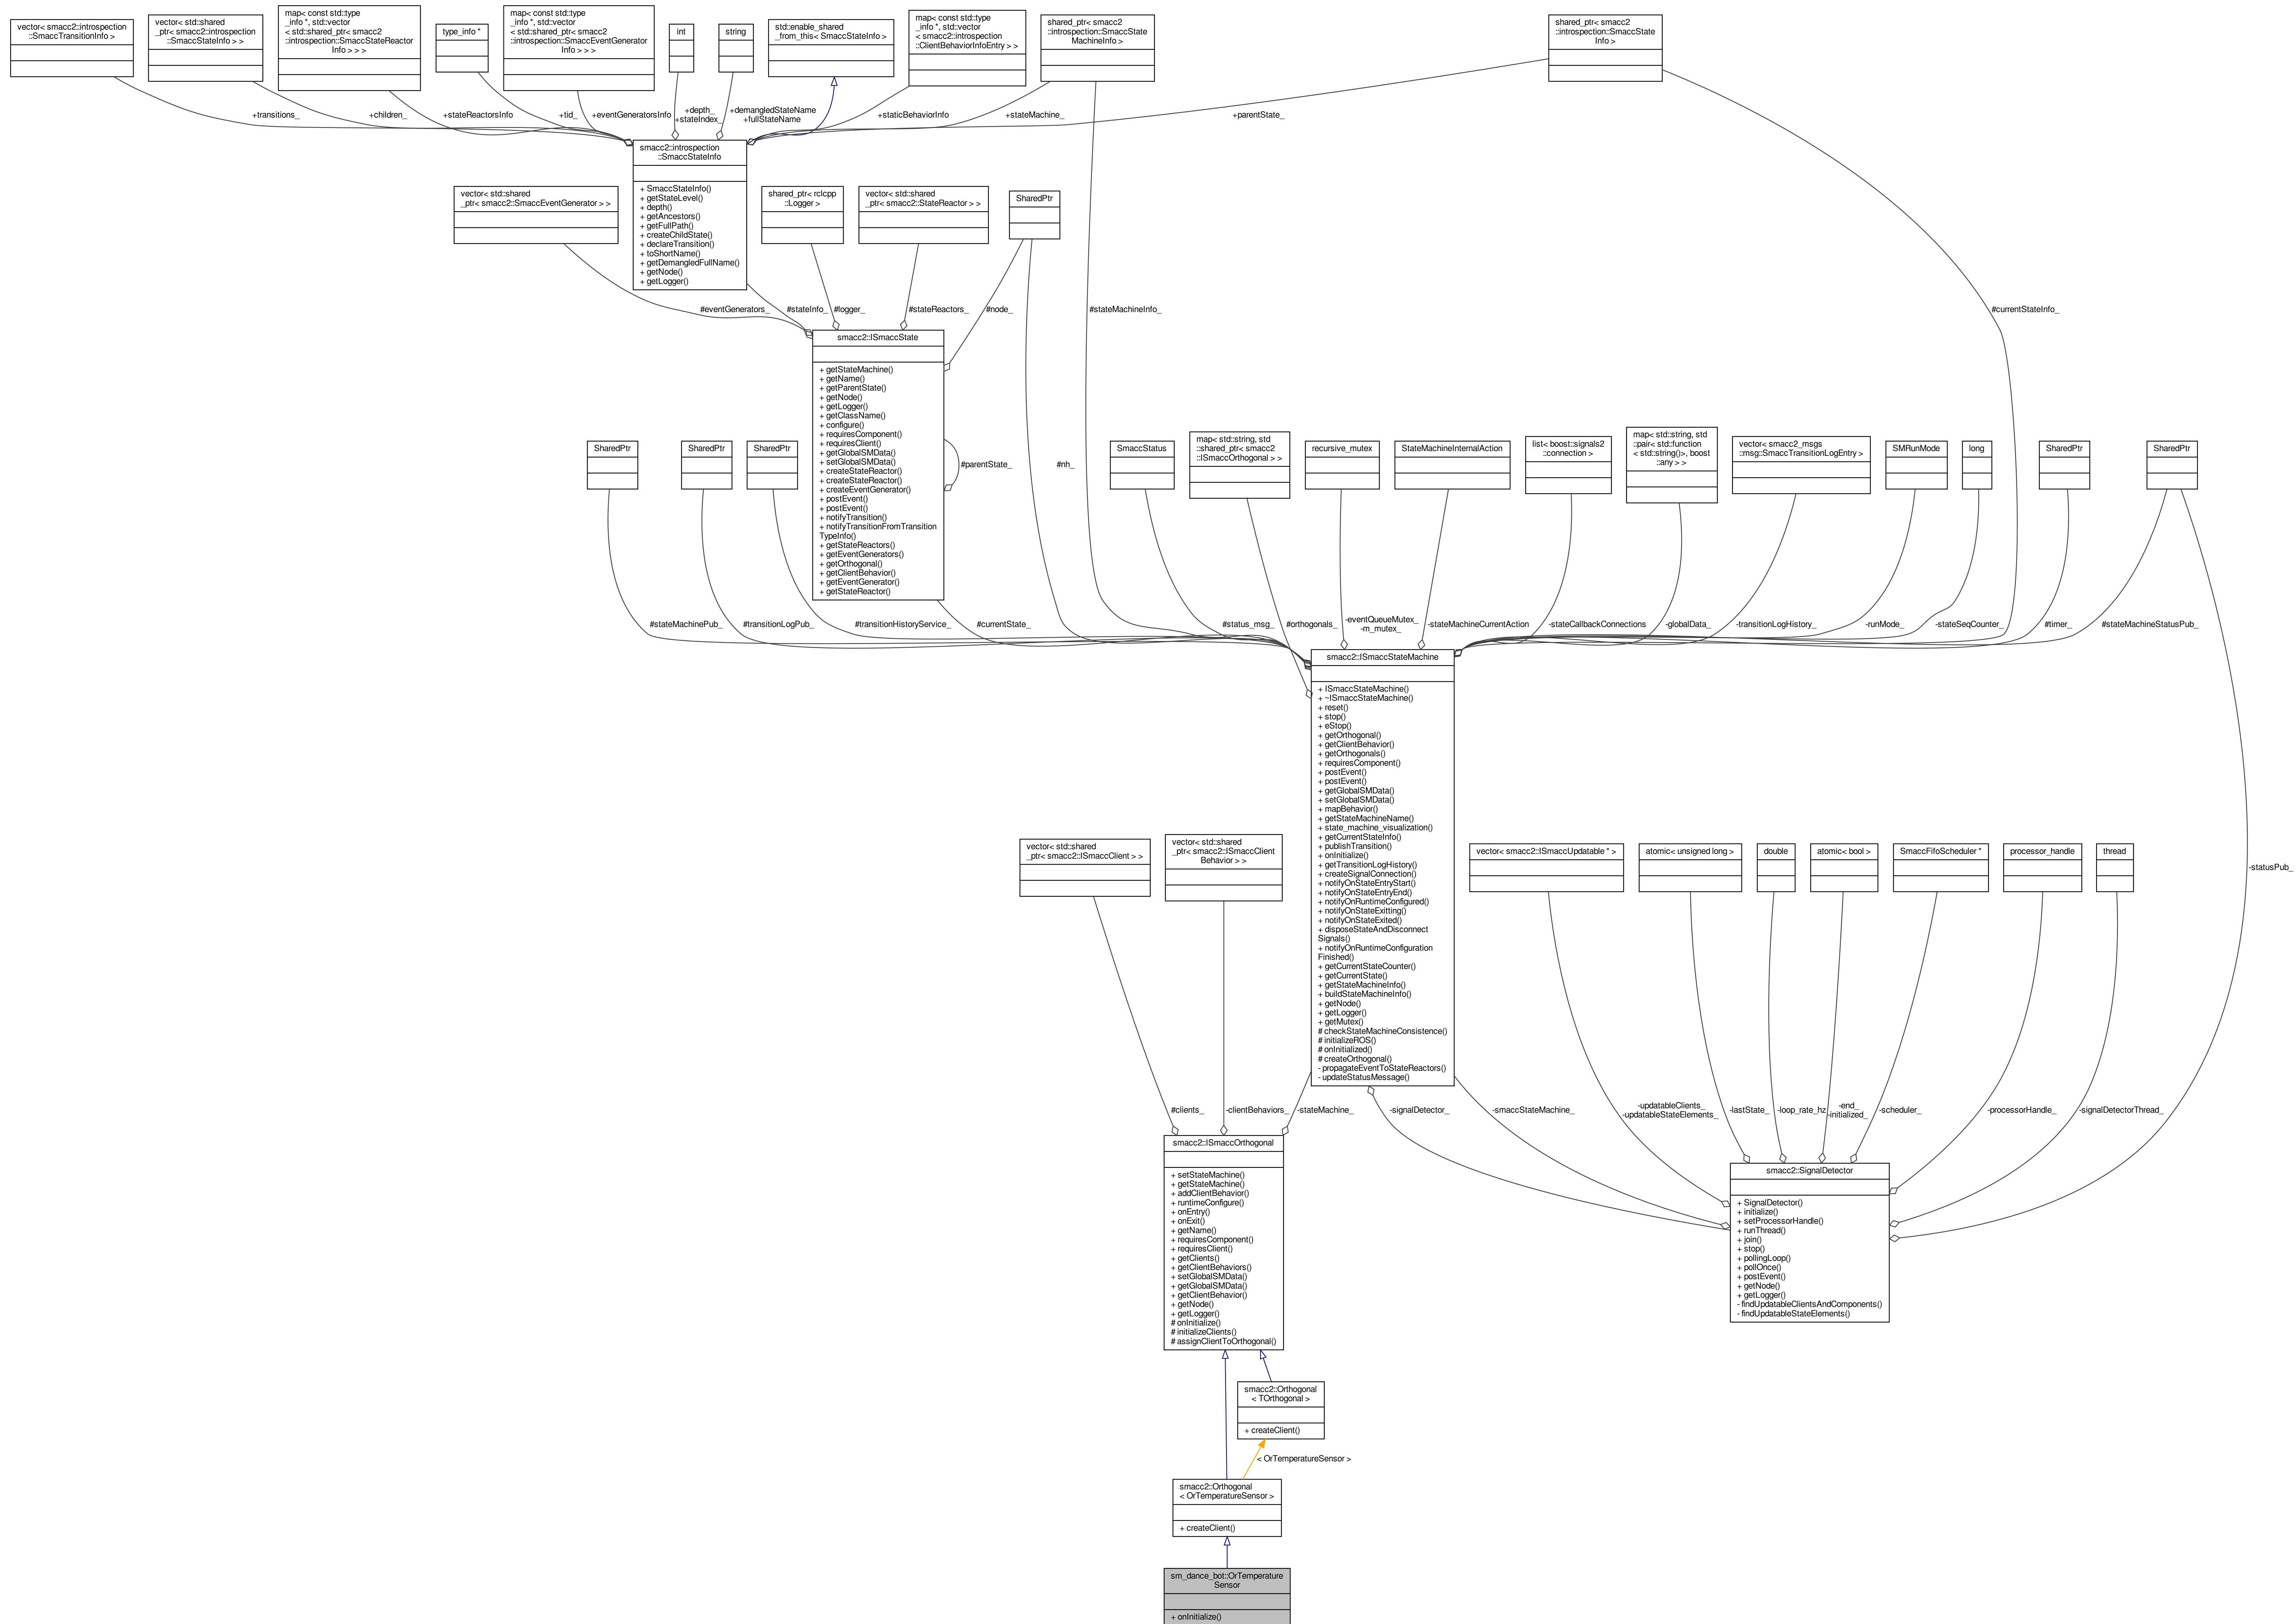 vector< smacc2::introspection
::SmaccTransitionInfo >
vector< std::shared
_ptr< smacc2::introspection
::SmaccStateInfo > >
map< const std::type
_info *, std::vector
< std::shared_ptr< smacc2
::introspection::SmaccStateReactor
Info > > >
type_info *
map< const std::type
_info *, std::vector
< std::shared_ptr< smacc2
::introspection::SmaccEventGenerator
Info > > >
int
string
std::enable_shared
_from_this< SmaccStateInfo >
map< const std::type
_info *, std::vector
< smacc2::introspection
::ClientBehaviorInfoEntry > >
shared_ptr< smacc2
::introspection::SmaccState
MachineInfo >
shared_ptr< smacc2
::introspection::SmaccState
Info >
+transitions_
+children_
+stateReactorsInfo
+tid_
+eventGeneratorsInfo
+depth_
+stateIndex_
+demangledStateName
+fullStateName
+staticBehaviorInfo
+stateMachine_
+parentState_
smacc2::introspection
::SmaccStateInfo
+ SmaccStateInfo()
+ getStateLevel()
+ depth()
+ getAncestors()
+ getFullPath()
+ createChildState()
+ declareTransition()
+ toShortName()
+ getDemangledFullName()
+ getNode()
+ getLogger()
vector< std::shared
_ptr< smacc2::SmaccEventGenerator > >
shared_ptr< rclcpp
::Logger >
vector< std::shared
_ptr< smacc2::StateReactor > >
SharedPtr
#eventGenerators_
#stateInfo_
#logger_
#stateReactors_
#node_
#stateMachineInfo_
#currentStateInfo_
smacc2::ISmaccState
+ getStateMachine()
+ getName()
+ getParentState()
+ getNode()
+ getLogger()
+ getClassName()
+ configure()
+ requiresComponent()
+ requiresClient()
+ getGlobalSMData()
+ setGlobalSMData()
+ createStateReactor()
+ createStateReactor()
+ createEventGenerator()
+ postEvent()
+ postEvent()
+ notifyTransition()
+ notifyTransitionFromTransition
TypeInfo()
+ getStateReactors()
+ getEventGenerators()
+ getOrthogonal()
+ getClientBehavior()
+ getEventGenerator()
+ getStateReactor()
#parentState_
#nh_
SharedPtr
SharedPtr
SharedPtr
SmaccStatus
map< std::string, std
::shared_ptr< smacc2
::ISmaccOrthogonal > >
recursive_mutex
StateMachineInternalAction
list< boost::signals2
::connection >
map< std::string, std
::pair< std::function
< std::string()>, boost
::any > >
vector< smacc2_msgs
::msg::SmaccTransitionLogEntry >
SMRunMode
long
SharedPtr
SharedPtr
#stateMachinePub_
#transitionLogPub_
#transitionHistoryService_
#currentState_
#status_msg_
#orthogonals_
-eventQueueMutex_
-m_mutex_
-stateMachineCurrentAction
-stateCallbackConnections
-globalData_
-transitionLogHistory_
-runMode_
-stateSeqCounter_
#timer_
#stateMachineStatusPub_
smacc2::ISmaccStateMachine
+ ISmaccStateMachine()
+ ~ISmaccStateMachine()
+ reset()
+ stop()
+ eStop()
+ getOrthogonal()
+ getClientBehavior()
+ getOrthogonals()
+ requiresComponent()
+ postEvent()
+ postEvent()
+ getGlobalSMData()
+ setGlobalSMData()
+ mapBehavior()
+ getStateMachineName()
+ state_machine_visualization()
+ getCurrentStateInfo()
+ publishTransition()
+ onInitialize()
+ getTransitionLogHistory()
+ createSignalConnection()
+ notifyOnStateEntryStart()
+ notifyOnStateEntryEnd()
+ notifyOnRuntimeConfigured()
+ notifyOnStateExitting()
+ notifyOnStateExited()
+ disposeStateAndDisconnect
Signals()
+ notifyOnRuntimeConfiguration
Finished()
+ getCurrentStateCounter()
+ getCurrentState()
+ getStateMachineInfo()
+ buildStateMachineInfo()
+ getNode()
+ getLogger()
+ getMutex()
# checkStateMachineConsistence()
# initializeROS()
# onInitialized()
# createOrthogonal()
- propagateEventToStateReactors()
- updateStatusMessage()
vector< std::shared
_ptr< smacc2::ISmaccClient > >
vector< std::shared
_ptr< smacc2::ISmaccClient
Behavior > >
vector< smacc2::ISmaccUpdatable * >
atomic< unsigned long >
double
atomic< bool >
SmaccFifoScheduler *
processor_handle
thread
-statusPub_
#clients_
-clientBehaviors_
-stateMachine_
-signalDetector_
-smaccStateMachine_
-updatableClients_
-updatableStateElements_
-lastState_
-loop_rate_hz
-end_
-initialized_
-scheduler_
-processorHandle_
-signalDetectorThread_
smacc2::ISmaccOrthogonal
+ setStateMachine()
+ getStateMachine()
+ addClientBehavior()
+ runtimeConfigure()
+ onEntry()
+ onExit()
+ getName()
+ requiresComponent()
+ requiresClient()
+ getClients()
+ getClientBehaviors()
+ setGlobalSMData()
+ getGlobalSMData()
+ getClientBehavior()
+ getNode()
+ getLogger()
# onInitialize()
# initializeClients()
# assignClientToOrthogonal()
smacc2::SignalDetector
+ SignalDetector()
+ initialize()
+ setProcessorHandle()
+ runThread()
+ join()
+ stop()
+ pollingLoop()
+ pollOnce()
+ postEvent()
+ getNode()
+ getLogger()
- findUpdatableClientsAndComponents()
- findUpdatableStateElements()
smacc2::Orthogonal
< TOrthogonal >
+ createClient()
< OrTemperatureSensor >
smacc2::Orthogonal
< OrTemperatureSensor >
+ createClient()
sm_dance_bot::OrTemperature
Sensor
+ onInitialize()